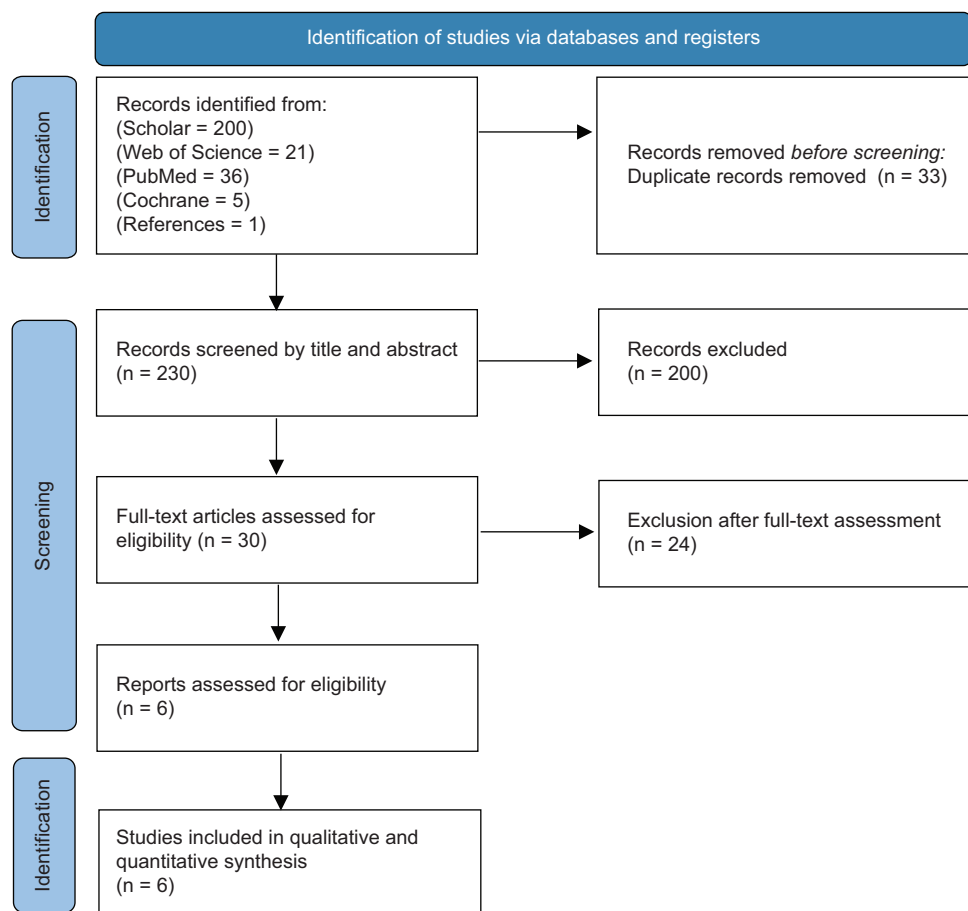 Identification of studies via databases and registers
Identification
Records identified from:
(Scholar = 200)
(Web of Science = 21)
(PubMed = 36)
(Cochrane = 5)
(References = 1)
Records removed before screening:
Duplicate records removed (n = 33)
Screening
Records screened by title and abstract
(n = 230)
Records excluded
(n = 200)
Full-text articles assessed for
eligibility (n = 30)
Exclusion after full-text assessment
(n = 24)
Reports assessed for eligibility
(n = 6)
Identification
Studies included in qualitative and
quantitative synthesis
(n = 6)